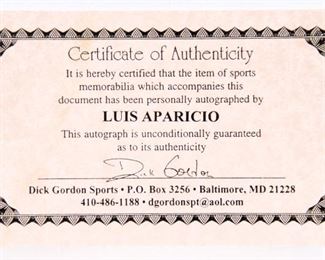 Certificate of Authenticity
It is hereby certified that the item of sports
memorabilia which accompanies this
document has been personally autographed by
LUIS APARICIO
This autograph is unconditionally guaranteed
as to its authenticity
Dick Gordon
Dick Gordon Sports • P.O. Box 3256 • Baltimore, MD 21228
410-486-1188 • dgordonspt@aol.com